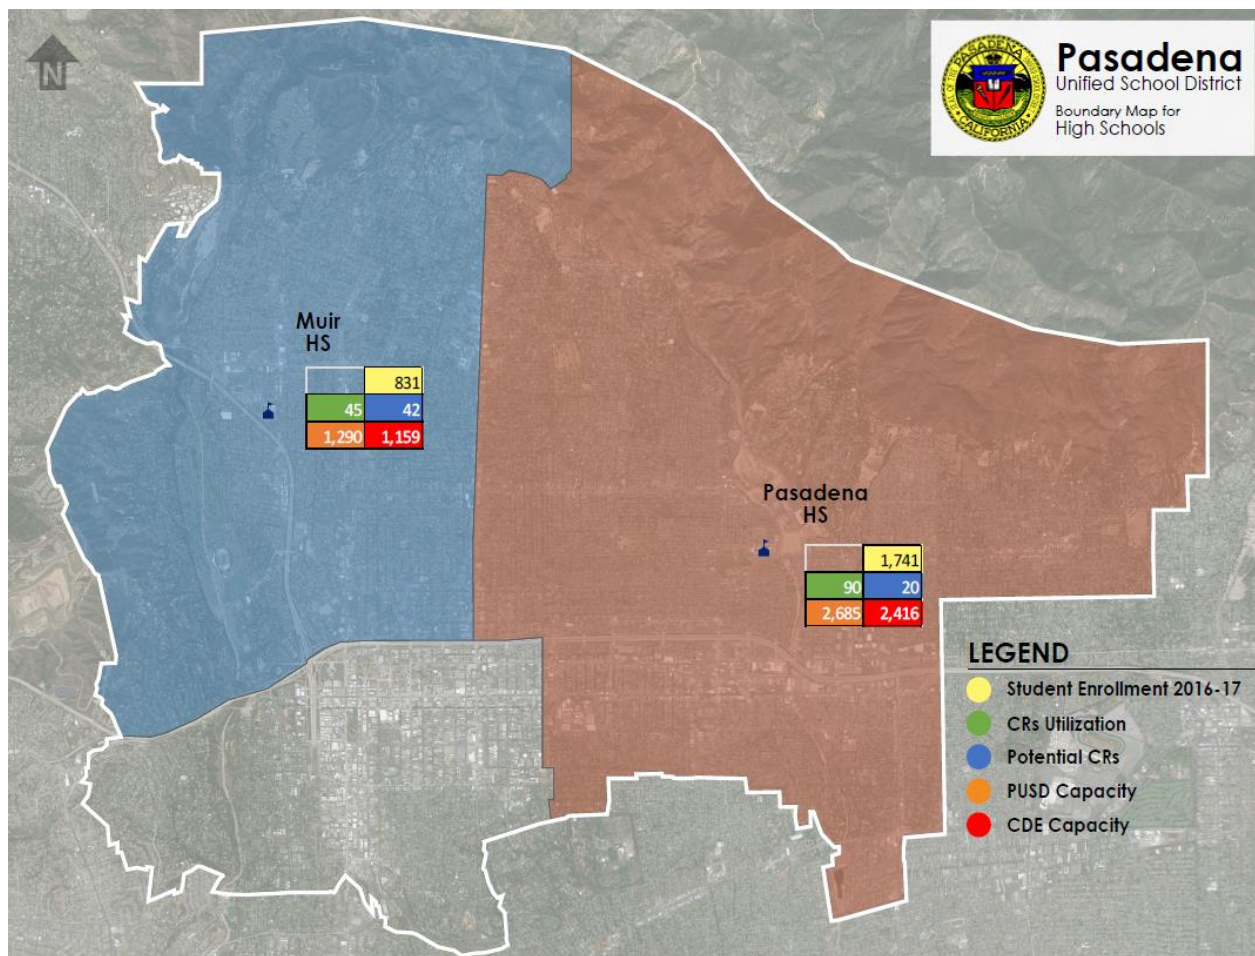 N
PASADENA
CALIFORNIA
Pasadena
Unified School District
Boundary Map for
High Schools
Muir
HS
831
45 42
1,290 1,159
Pasadena
HS
1,741
90 20
2,685 2,416
LEGEND
Student Enrollment 2016-17
CRs Utilization
Potential CRs
PUSD Capacity
CDE Capacity